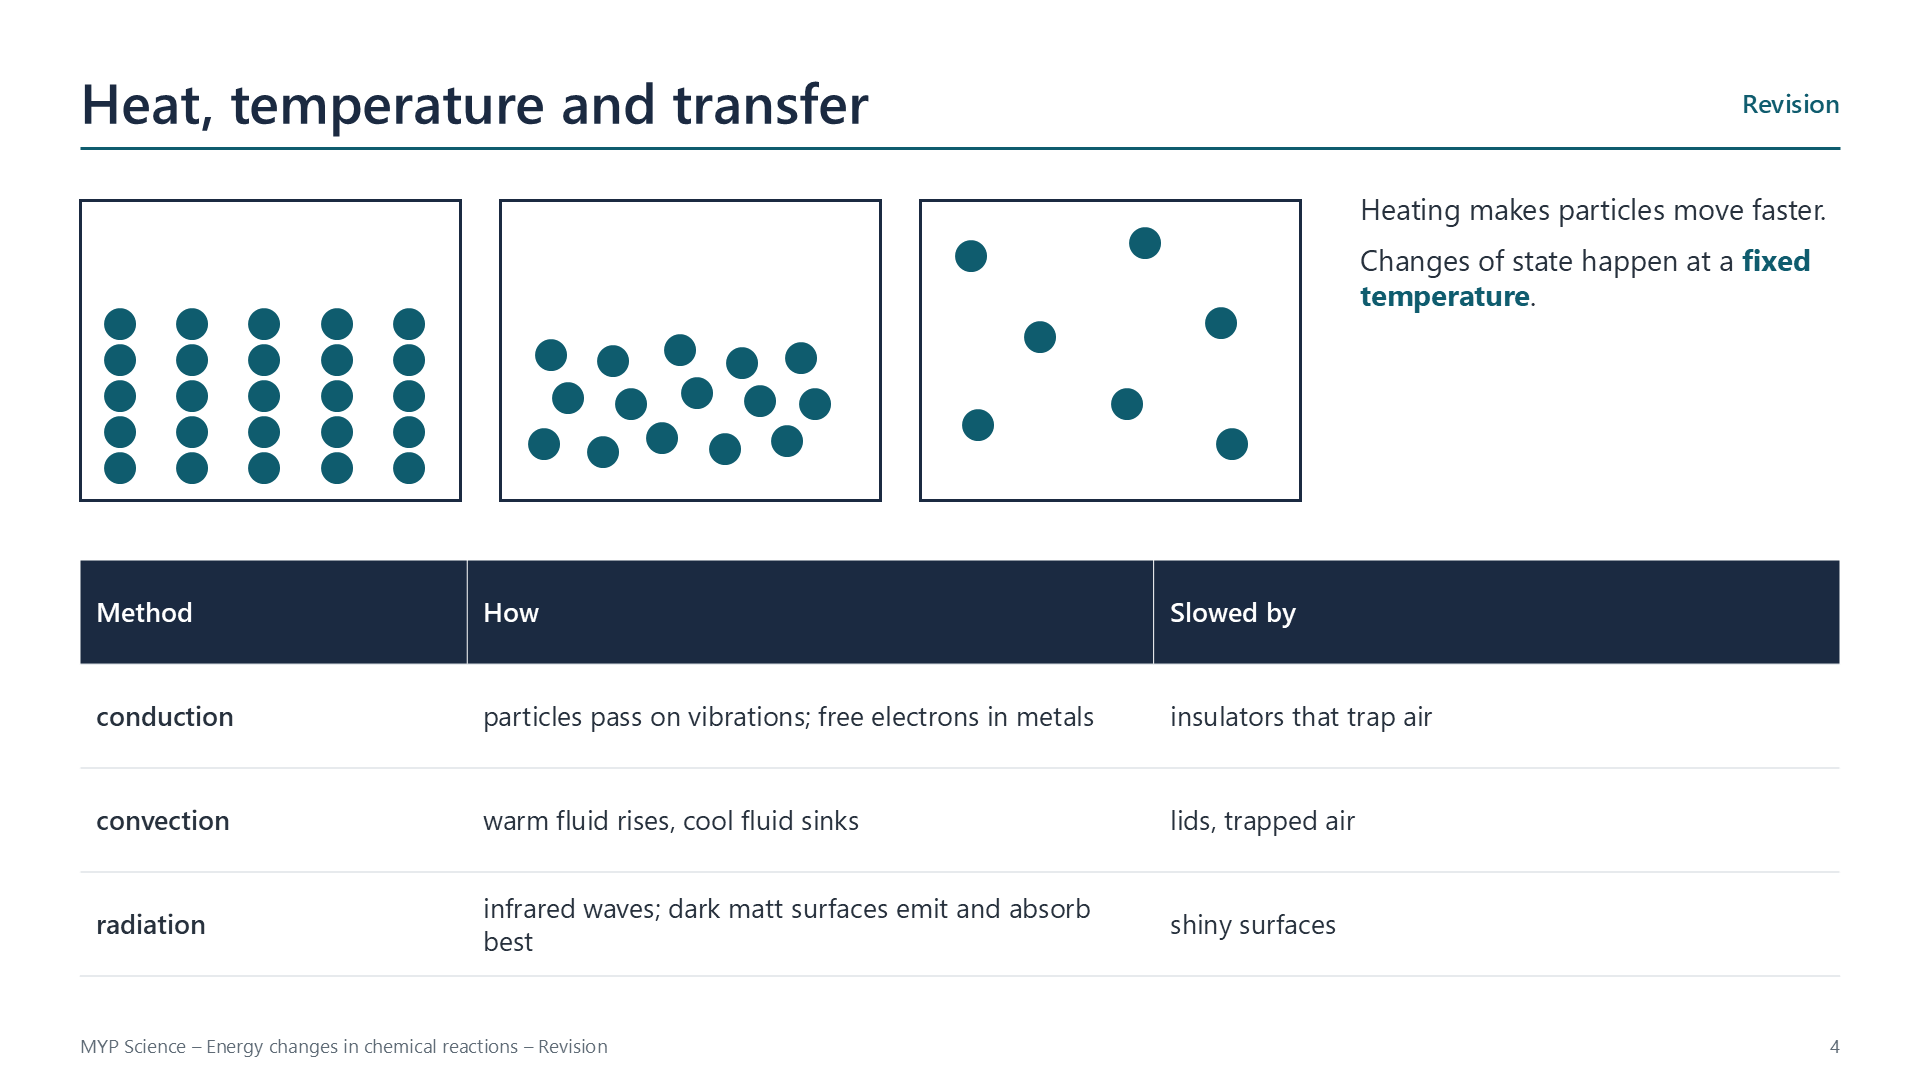 Heat, temperature and transfer
Revision
Heating makes particles move faster.
Changes of state happen at a fixed
temperature.
Method How Slowed by
conduction particles pass on vibrations; free electrons in metals insulators that trap air
convection warm fluid rises, cool fluid sinks lids, trapped air
radiation infrared waves; dark matt surfaces emit and absorb
best shiny surfaces
MYP Science – Energy changes in chemical reactions – Revision 4